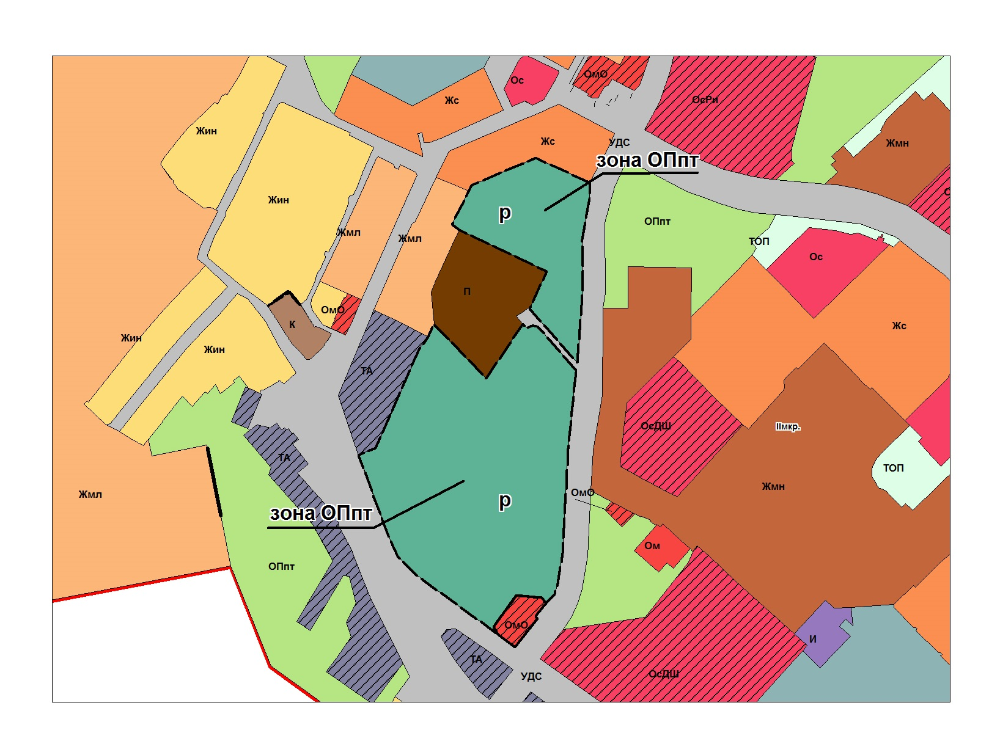 Ос
ОмО
Жс
ОсРи
Жин
Жс
УДС
Жмн
зона ОПпт
О
Жин
р
ОПпт
Жмл
Жмл
ТОП
Ос
П
ОмО
К
Жс
Жин
Жин
ТА
ОсДШ
IIмкр.
ТА
ТОП
Жмн
ОмО
Жмл
р
зона ОПпт
Ом
ОПпт
ОмО
И
ТА
УДС
ОсДШ